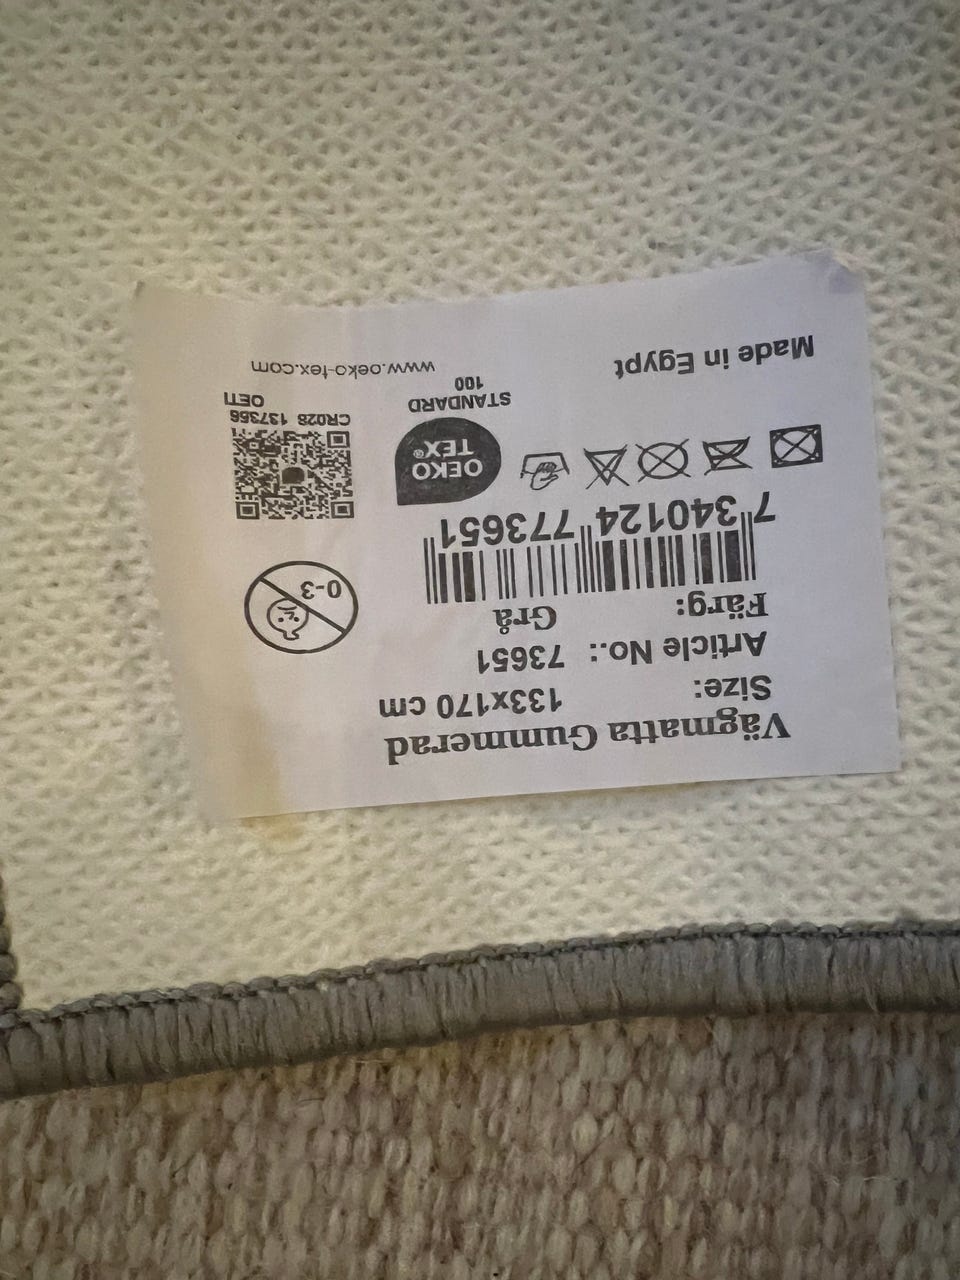 Vägmatta Gummerad
Size: 133x170 cm
Article No.: 73651
Färg: Grå
7 340124 773651
0-3
OEKO
TEX®
STANDARD
100
CR028 137366
OETI
Made in Egypt
www.oeko-tex.com